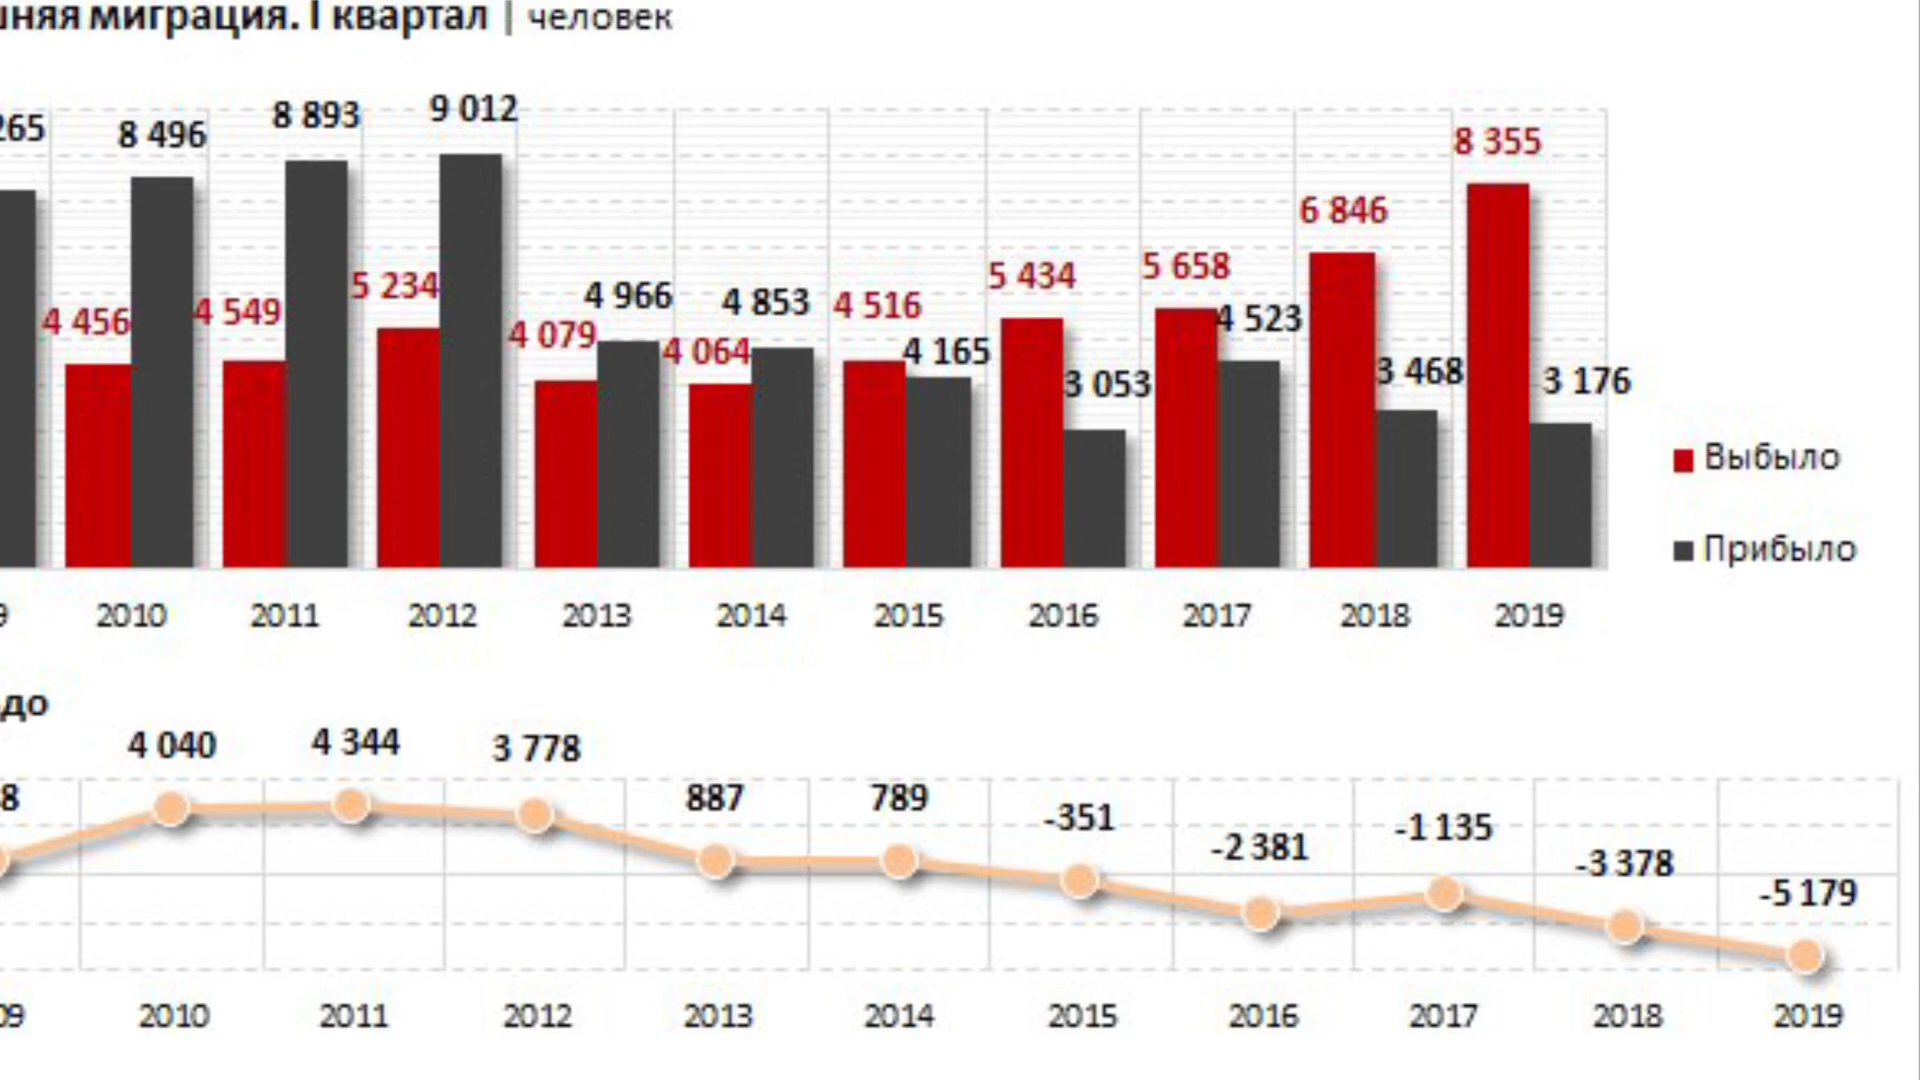 миграция. I квартал | человек
265 8 496 8 893 9 012 8 355
6 846
4 456 4 549 5 234 4 079 4 966 4 064 4 853 4 516 4 165 5 434 3 053 5 658 4 523 3 468 3 176
Выбыло
Прибыло
2010 2011 2012 2013 2014 2015 2016 2017 2018 2019
4 040 4 344 3 778 887 789 -351 -2 381 -1 135 -3 378 -5 179
2010 2011 2012 2013 2014 2015 2016 2017 2018 2019